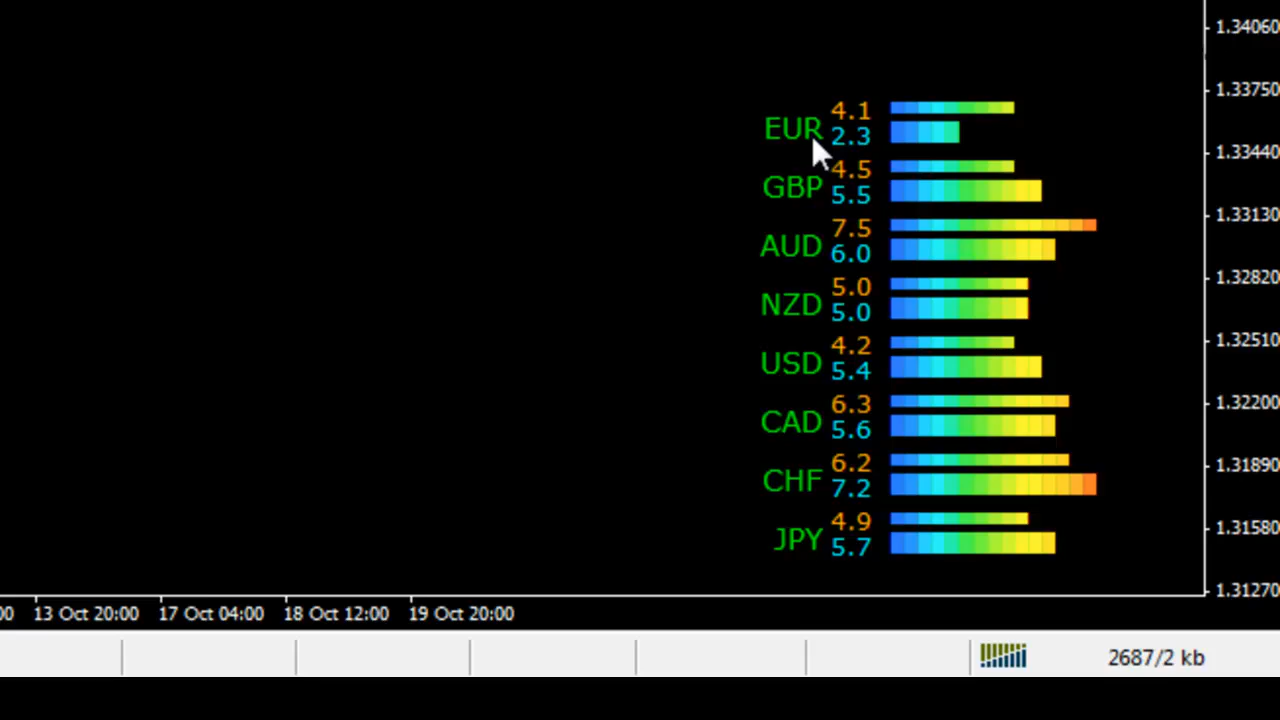 1.34060
1.33750
4.1
EUR
2.3
1.33440
4.5
GBP
5.5
1.33130
7.5
AUD
6.0
1.32820
5.0
NZD
5.0
1.32510
4.2
USD
5.4
1.32200
6.3
CAD
5.6
1.31890
6.2
CHF
7.2
1.31580
4.9
JPY
5.7
1.31270
00 13 Oct 20:00 17 Oct 04:00 18 Oct 12:00 19 Oct 20:00
2687/2 kb